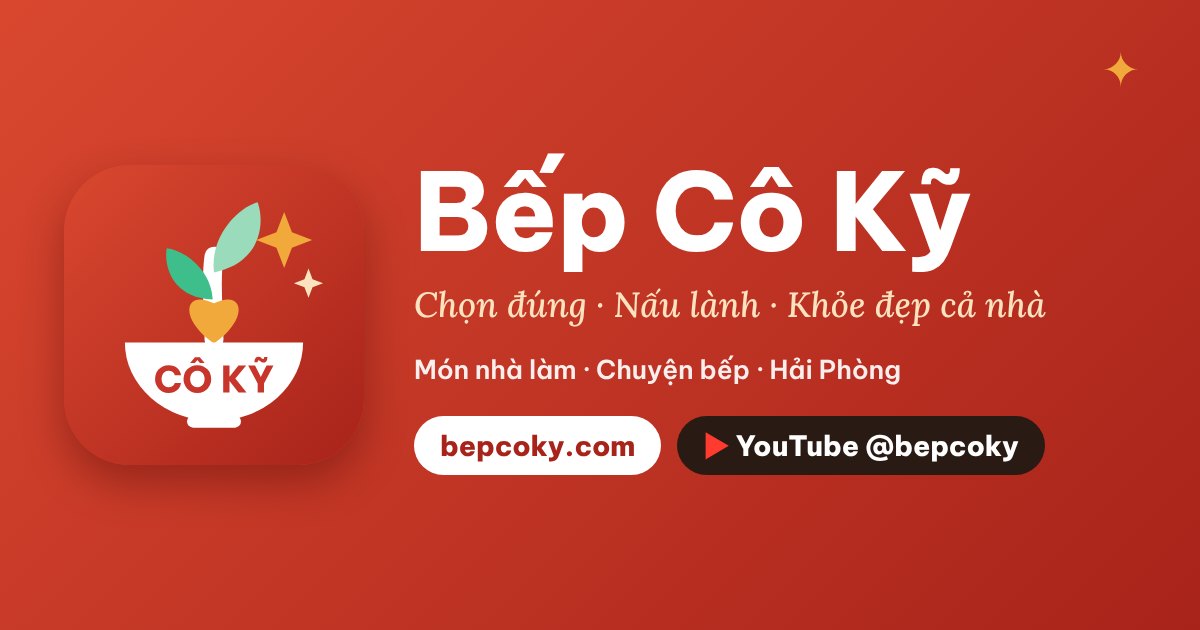 CÔ KỸ
Bếp Cô Kỹ
Chọn đúng · Nấu lành · Khỏe đẹp cả nhà
Món nhà làm · Chuyện bếp · Hải Phòng
bepcoky.com
YouTube @bepcoky